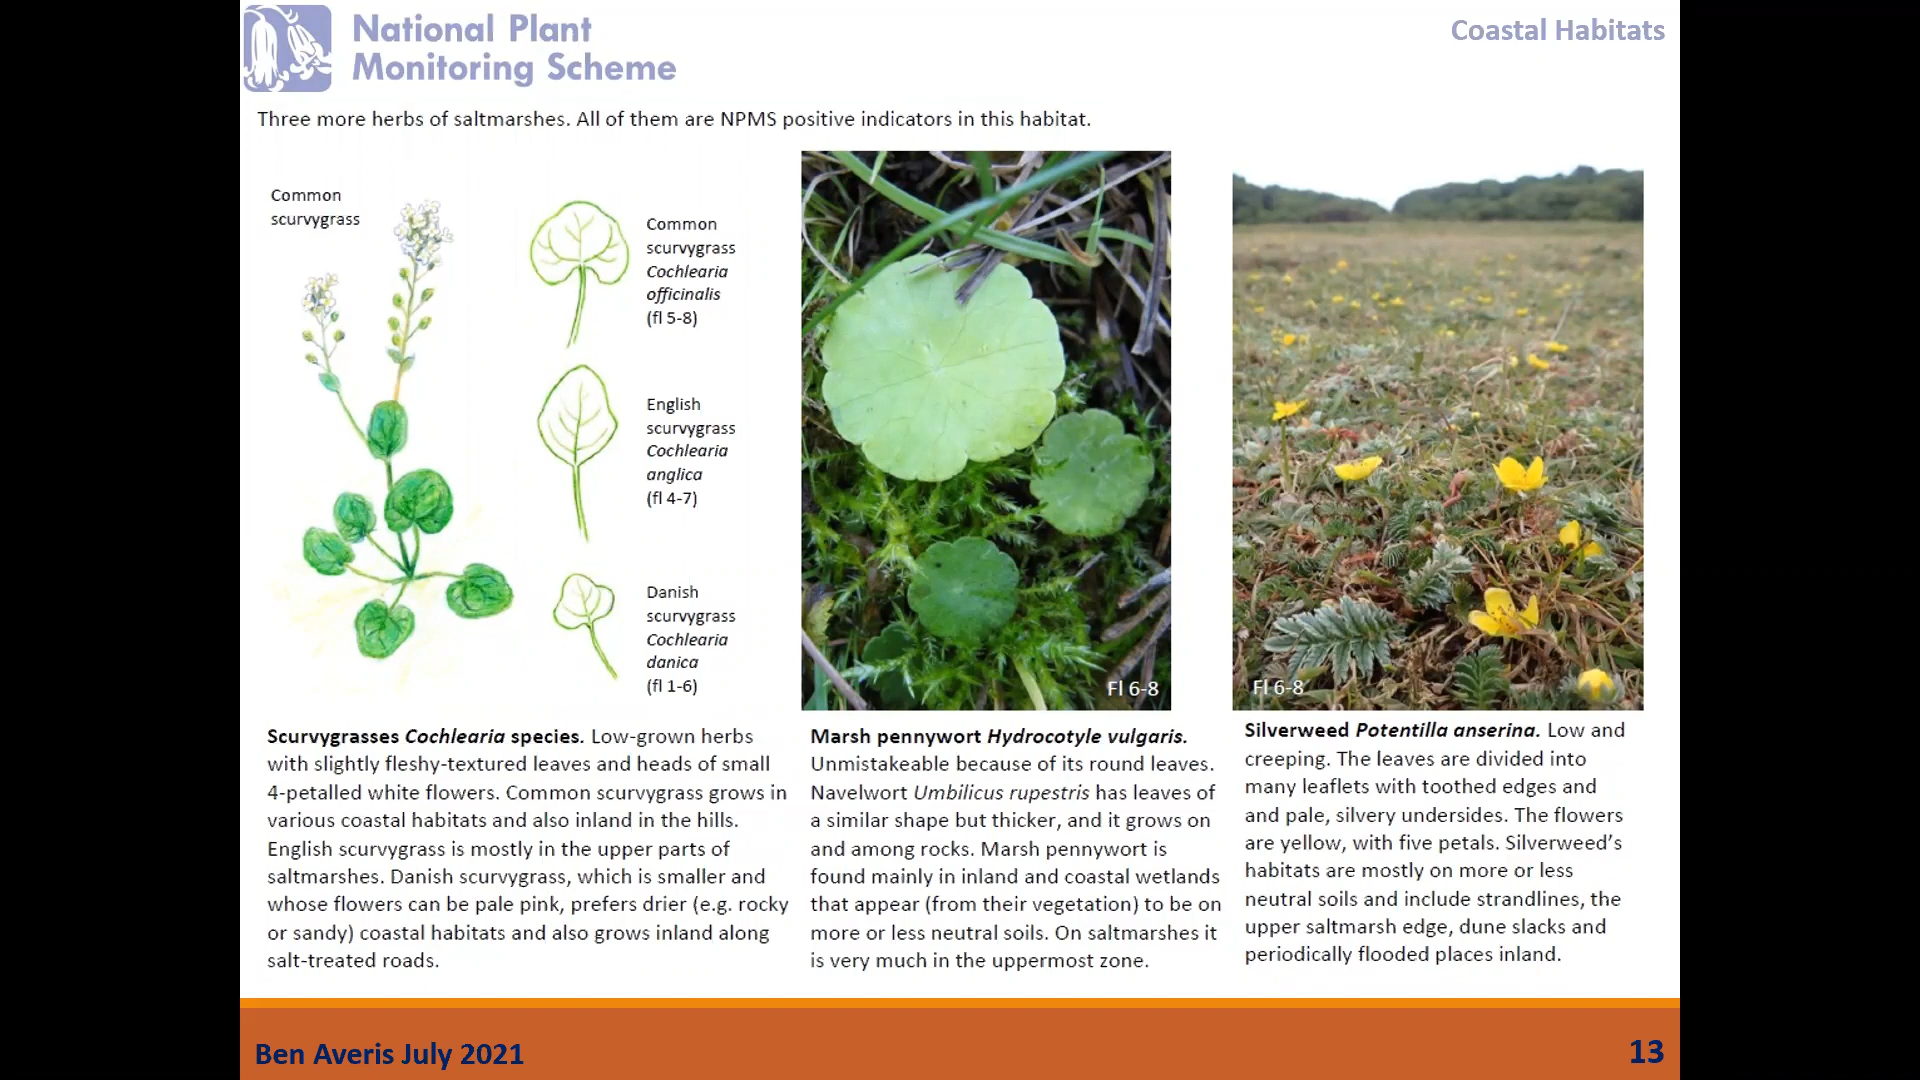 National Plant
Monitoring Scheme
Coastal Habitats
Three more herbs of saltmarshes. All of them are NPMS positive indicators in this habitat.
Common
scurvygrass
Common
scurvygrass
Cochlearia
officinalis
(fl 5-8)
English
scurvygrass
Cochlearia
anglica
(fl 4-7)
Danish
scurvygrass
Cochlearia
danica
(fl 1-6)
Fl 6-8
Fl 6-8
Scurvygrasses Cochlearia species. Low-grown herbs
with slightly fleshy-textured leaves and heads of small
4-petalled white flowers. Common scurvygrass grows in
various coastal habitats and also inland in the hills.
English scurvygrass is mostly in the upper parts of
saltmarshes. Danish scurvygrass, which is smaller and
whose flowers can be pale pink, prefers drier (e.g. rocky
or sandy) coastal habitats and also grows inland along
salt-treated roads.
Marsh pennywort Hydrocotyle vulgaris.
Unmistakeable because of its round leaves.
Navelwort Umbilicus rupestris has leaves of
a similar shape but thicker, and it grows on
and among rocks. Marsh pennywort is
found mainly in inland and coastal wetlands
that appear (from their vegetation) to be on
more or less neutral soils. On saltmarshes it
is very much in the uppermost zone.
Silverweed Potentilla anserina. Low and
creeping. The leaves are divided into
many leaflets with toothed edges and
and pale, silvery undersides. The flowers
are yellow, with five petals. Silverweed's
habitats are mostly on more or less
neutral soils and include strandlines, the
upper saltmarsh edge, dune slacks and
periodically flooded places inland.
Ben Averis July 2021
13